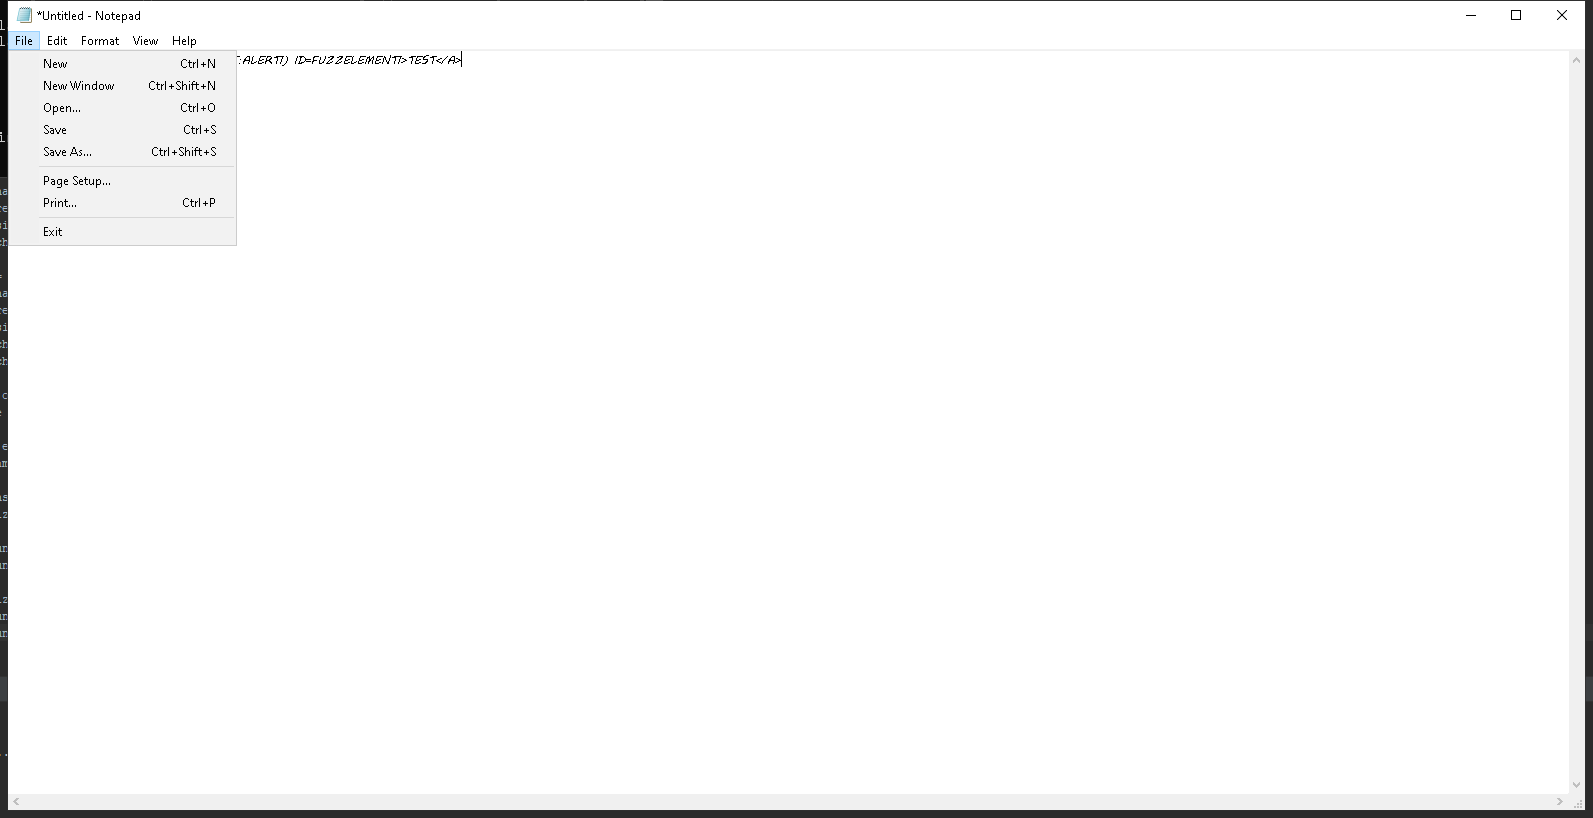 *Untitled - Notepad
File Edit Format View Help
:ALERT1) ID=FUZZELEMENT1>TEST</A>
New Ctrl+N
New Window Ctrl+Shift+N
Open... Ctrl+O
Save Ctrl+S
Save As... Ctrl+Shift+S
Page Setup...
Print... Ctrl+P
Exit